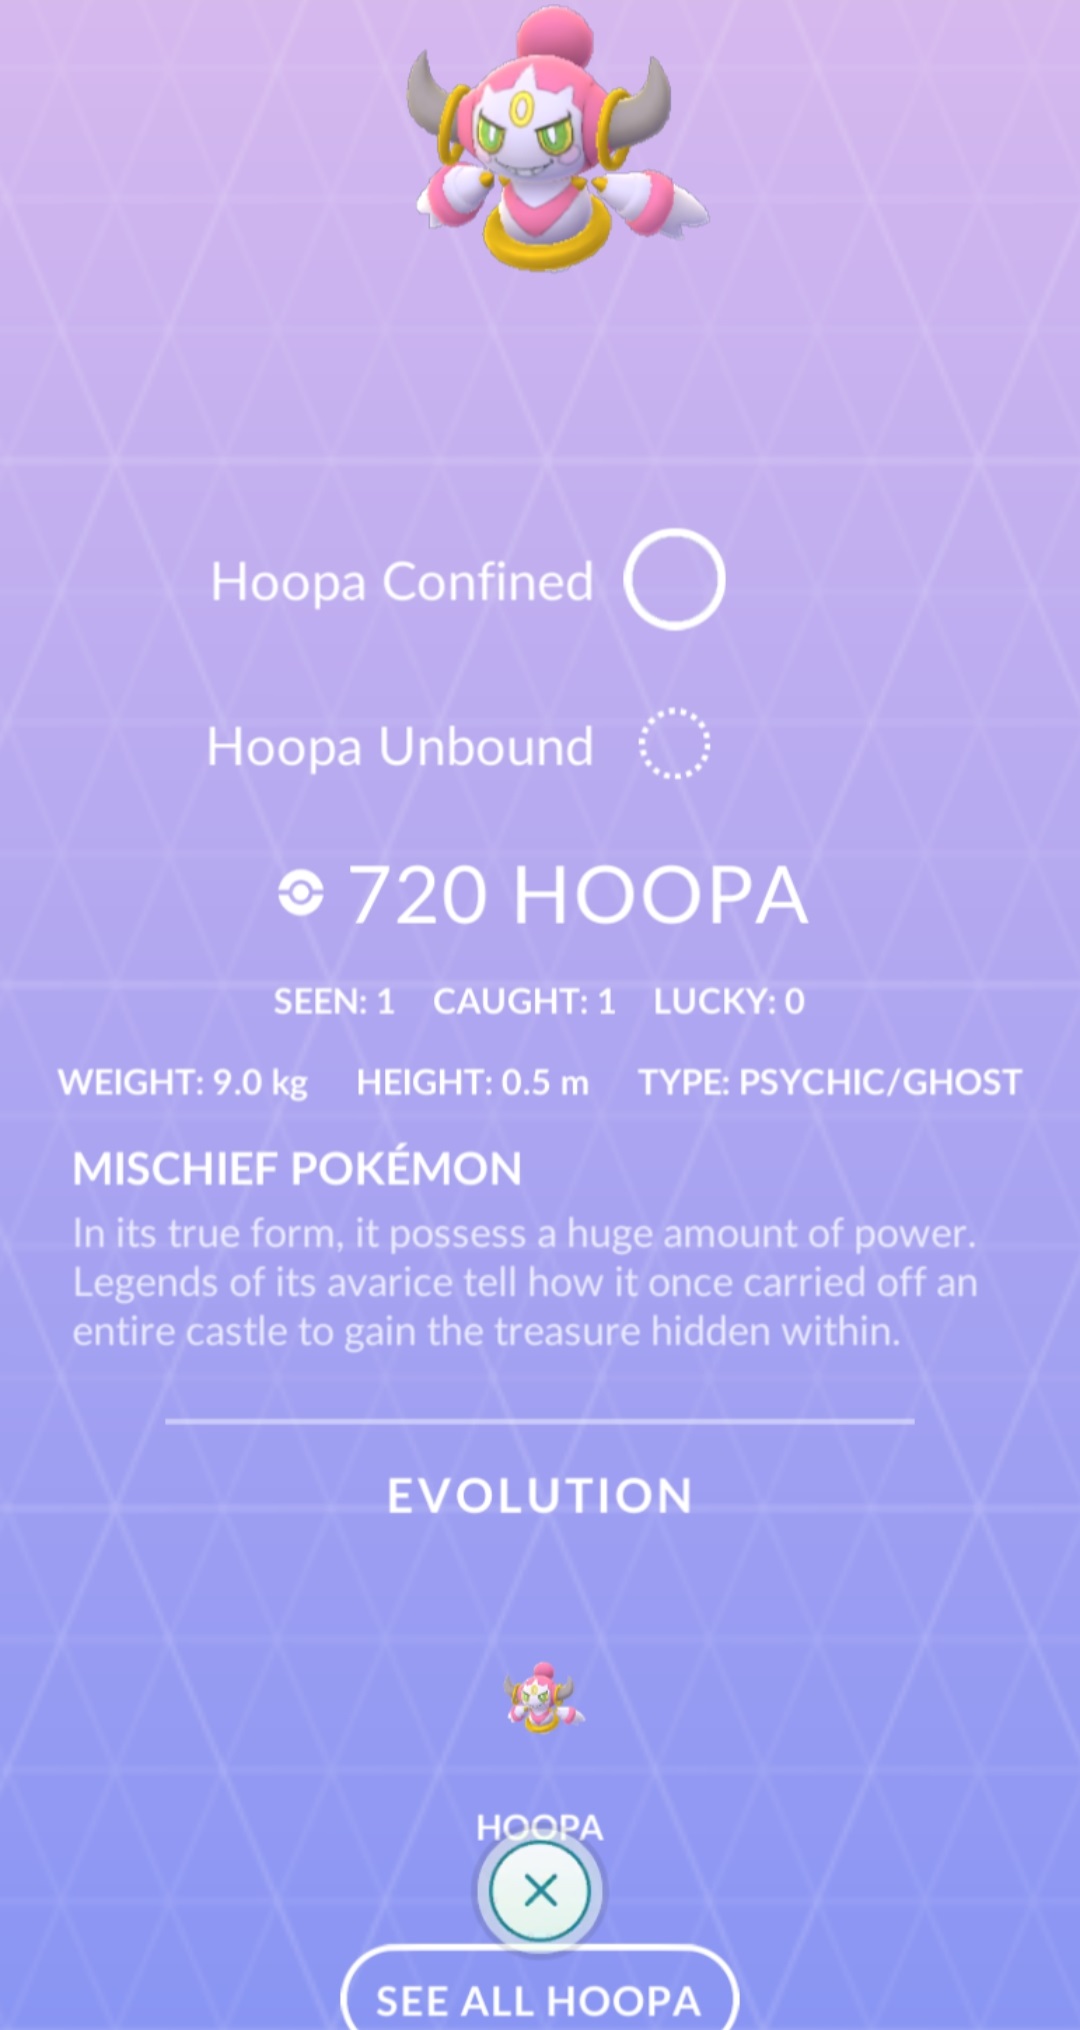 Hoopa Confined
Hoopa Unbound
720 HOOPA
SEEN: 1 CAUGHT: 1 LUCKY: 0
WEIGHT: 9.0 kg HEIGHT: 0.5 m TYPE: PSYCHIC/GHOST
MISCHIEF POKÉMON
In its true form, it possess a huge amount of power.
Legends of its avarice tell how it once carried off an
entire castle to gain the treasure hidden within.
EVOLUTION
HOOPA
SEE ALL HOOPA